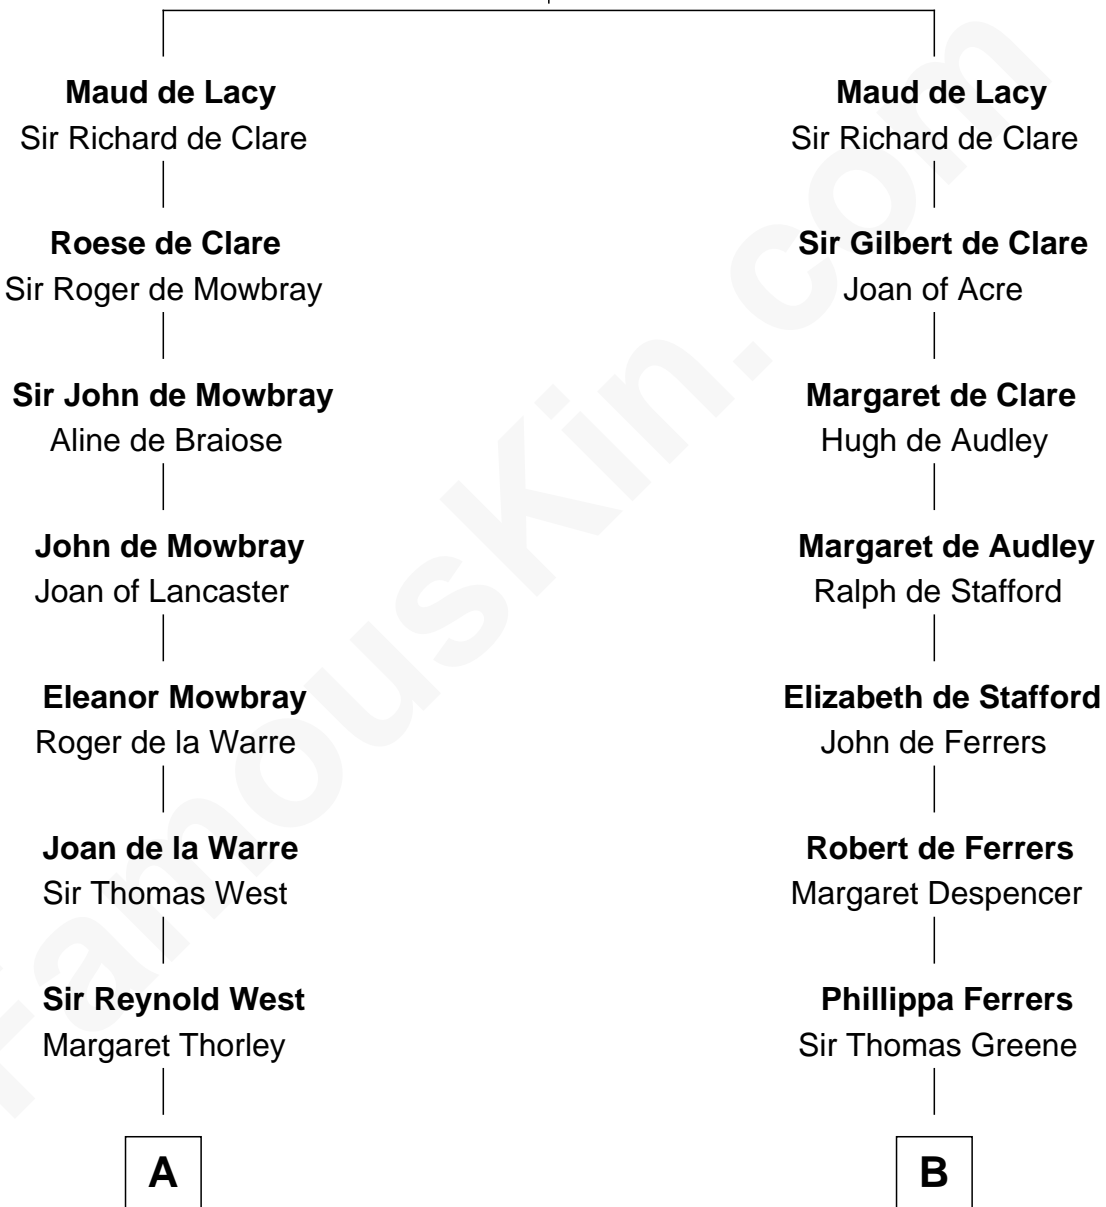 Maud de Lacy
Sir Richard de Clare
Roese de Clare
Sir Roger de Mowbray
Sir John de Mowbray
Aline de Braiose
John de Mowbray
Joan of Lancaster
Eleanor Mowbray
Roger de la Warre
Joan de la Warre
Sir Thomas West
Sir Reynold West
Margaret Thorley
A
Maud de Lacy
Sir Richard de Clare
Sir Gilbert de Clare
Joan of Acre
Margaret de Clare
Hugh de Audley
Margaret de Audley
Ralph de Stafford
Elizabeth de Stafford
John de Ferrers
Robert de Ferrers
Margaret Despencer
Phillippa Ferrers
Sir Thomas Greene
B
FamousKin.com